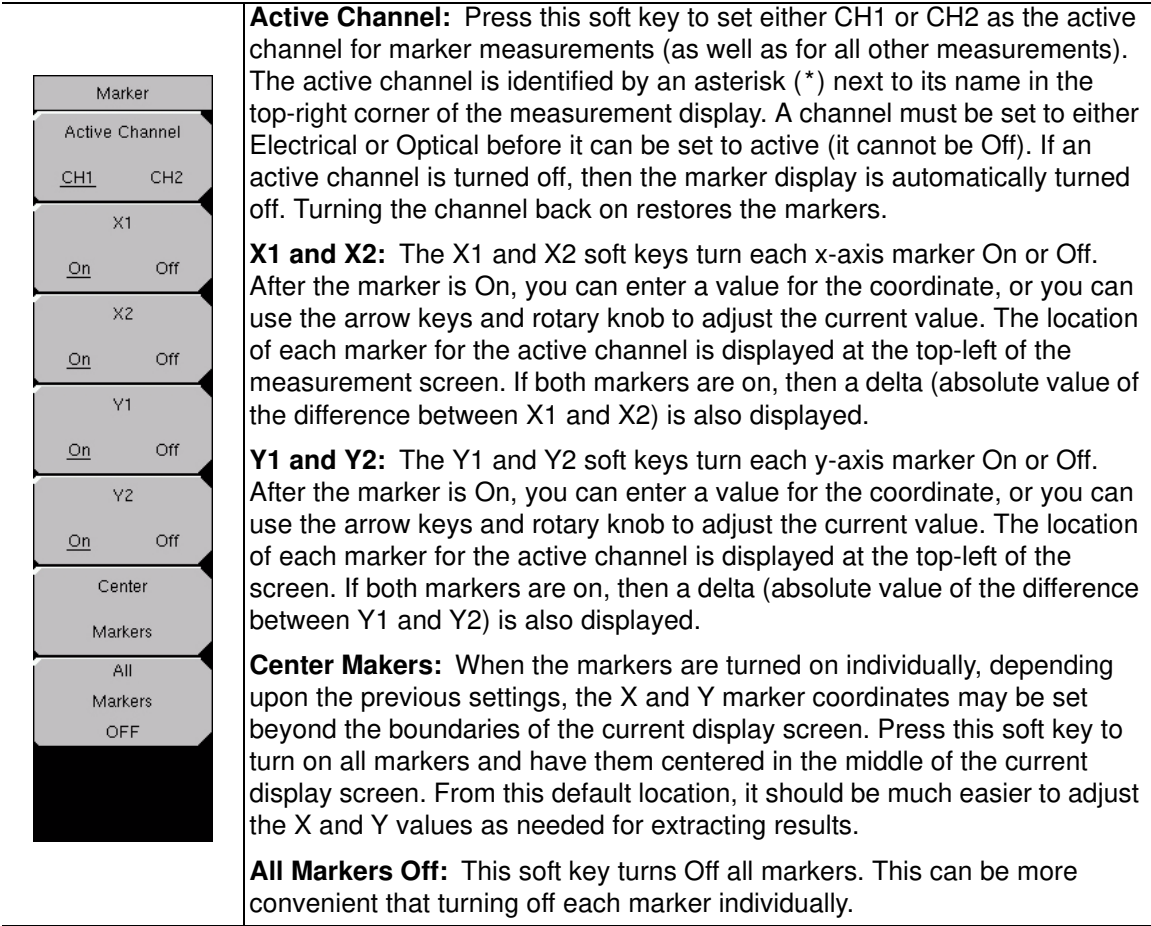 Marker
Active Channel
CH1 CH2
X1
On Off
X2
On Off
Y1
On Off
Y2
On Off
Center
Markers
All
Markers
OFF
Active Channel: Press this soft key to set either CH1 or CH2 as the active
channel for marker measurements (as well as for all other measurements).
The active channel is identified by an asterisk (*) next to its name in the
top-right corner of the measurement display. A channel must be set to either
Electrical or Optical before it can be set to active (it cannot be Off). If an
active channel is turned off, then the marker display is automatically turned
off. Turning the channel back on restores the markers.
X1 and X2: The X1 and X2 soft keys turn each x-axis marker On or Off.
After the marker is On, you can enter a value for the coordinate, or you can
use the arrow keys and rotary knob to adjust the current value. The location
of each marker for the active channel is displayed at the top-left of the
measurement screen. If both markers are on, then a delta (absolute value of
the difference between X1 and X2) is also displayed.
Y1 and Y2: The Y1 and Y2 soft keys turn each y-axis marker On or Off.
After the marker is On, you can enter a value for the coordinate, or you can
use the arrow keys and rotary knob to adjust the current value. The location
of each marker for the active channel is displayed at the top-left of the
screen. If both markers are on, then a delta (absolute value of the difference
between Y1 and Y2) is also displayed.
Center Makers: When the markers are turned on individually, depending
upon the previous settings, the X and Y marker coordinates may be set
beyond the boundaries of the current display screen. Press this soft key to
turn on all markers and have them centered in the middle of the current
display screen. From this default location, it should be much easier to adjust
the X and Y values as needed for extracting results.
All Markers Off: This soft key turns Off all markers. This can be more
convenient that turning off each marker individually.